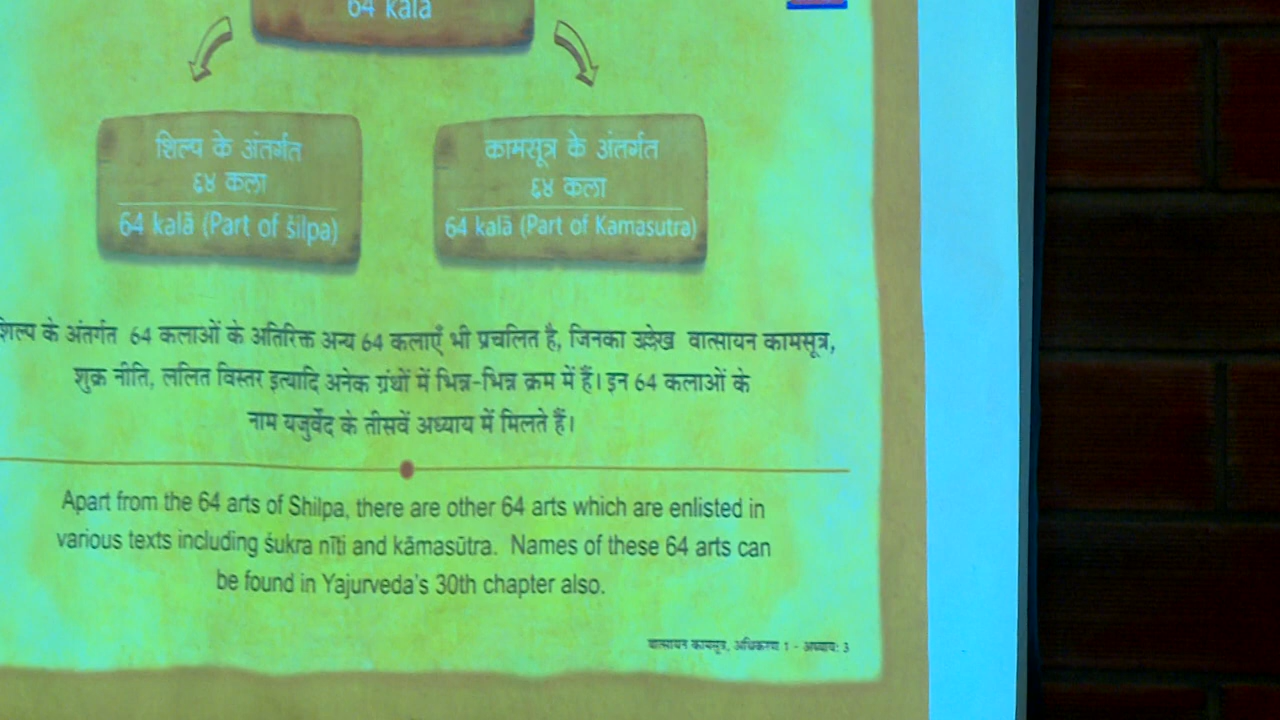 64 kalā
शिल्प के अंतर्गत
६४ कला
64 kalā (Part of śilpa)
कामसूत्र के अंतर्गत
६४ कला
64 kalā (Part of Kamasutra)
शिल्प के अंतर्गत 64 कलाओं के अतिरिक्त अन्य 64 कलाएँ भी प्रचलित है, जिनका उल्लेख वात्सायन कामसूत्र,
शुक्र नीति, ललित विस्तर इत्यादि अनेक ग्रंथों में भिन्न-भिन्न क्रम में हैं। इन 64 कलाओं के
नाम यजुर्वेद के तीसवें अध्याय में मिलते हैं।
Apart from the 64 arts of Shilpa, there are other 64 arts which are enlisted in
various texts including śukra nīti and kāmasūtra. Names of these 64 arts can
be found in Yajurveda's 30th chapter also.
वात्सायन कामसूत्र, अधिकरण 1 - अध्याय: 3